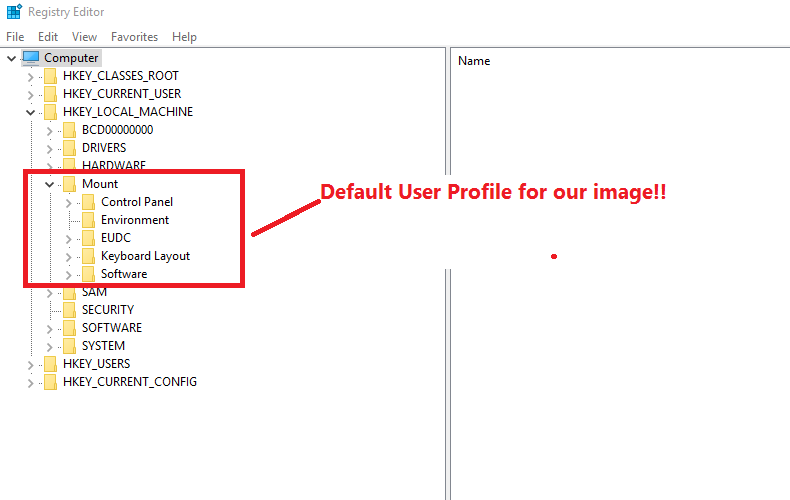 Registry Editor
File Edit View Favorites Help
Computer
Name
HKEY_CLASSES_ROOT
HKEY_CURRENT_USER
HKEY_LOCAL_MACHINE
BCD00000000
DRIVERS
HARDWARE
Mount
Default User Profile for our image!!
Control Panel
Environment
EUDC
Keyboard Layout
Software
SAM
SECURITY
SOFTWARE
SYSTEM
HKEY_USERS
HKEY_CURRENT_CONFIG